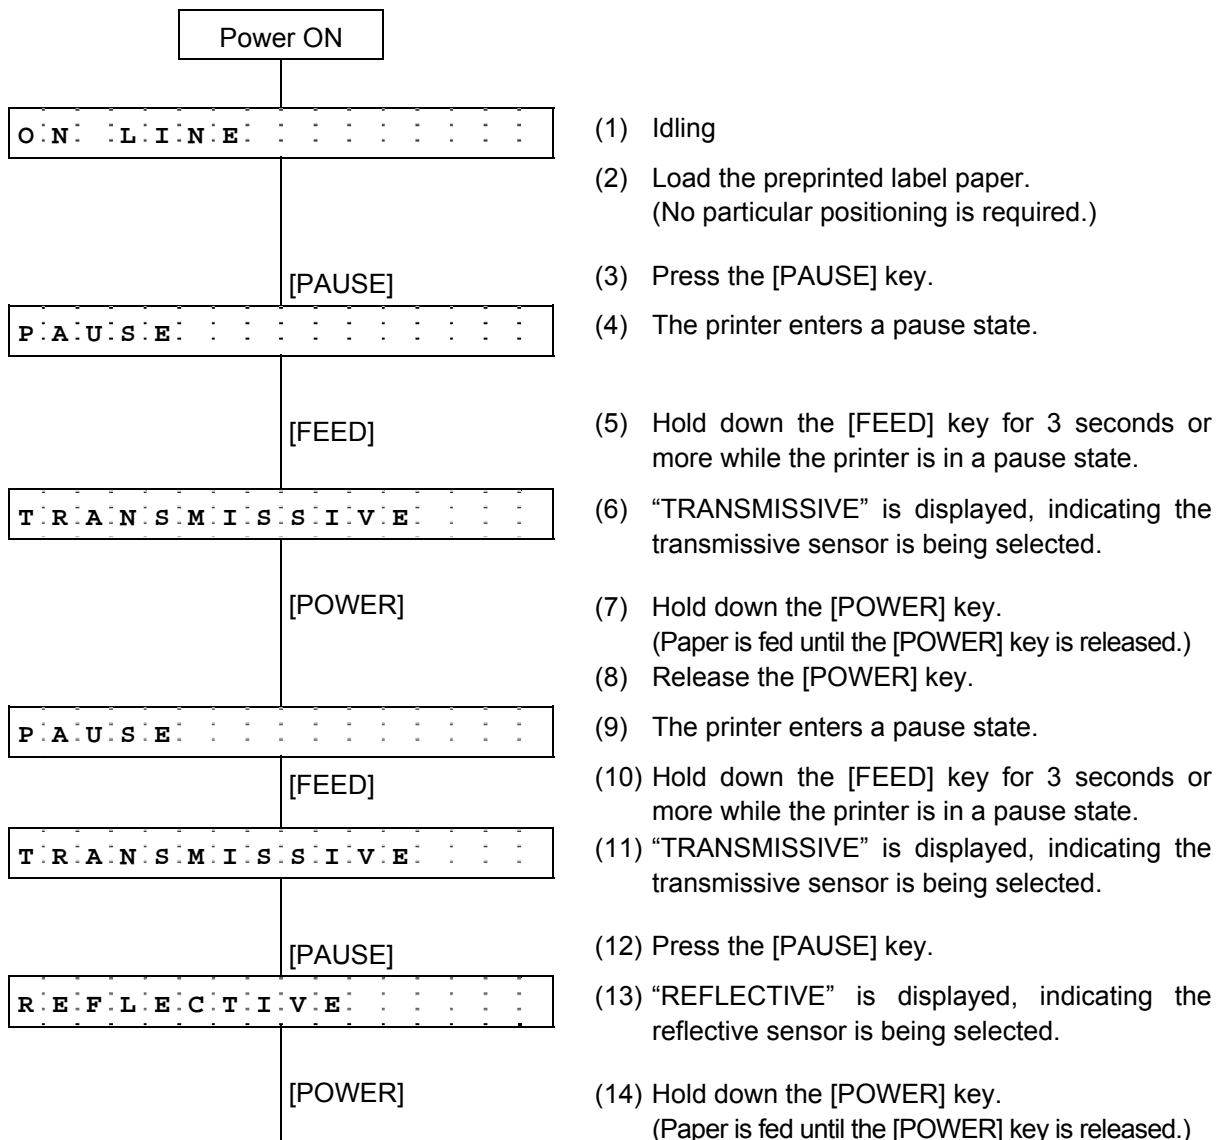 Power ON
ON LINE
(1) Idling
(2) Load the preprinted label paper.
(No particular positioning is required.)
[PAUSE]
(3) Press the [PAUSE] key.
PAUSE
(4) The printer enters a pause state.
[FEED]
(5) Hold down the [FEED] key for 3 seconds or
more while the printer is in a pause state.
TRANSMISSIVE
(6) “TRANSMISSIVE” is displayed, indicating the
transmissive sensor is being selected.
[POWER]
(7) Hold down the [POWER] key.
(Paper is fed until the [POWER] key is released.)
(8) Release the [POWER] key.
PAUSE
(9) The printer enters a pause state.
[FEED]
(10) Hold down the [FEED] key for 3 seconds or
more while the printer is in a pause state.
TRANSMISSIVE
(11) “TRANSMISSIVE” is displayed, indicating the
transmissive sensor is being selected.
[PAUSE]
(12) Press the [PAUSE] key.
REFLECTIVE
(13) “REFLECTIVE” is displayed, indicating the
reflective sensor is being selected.
[POWER]
(14) Hold down the [POWER] key.
(Paper is fed until the [POWER] key is released.)